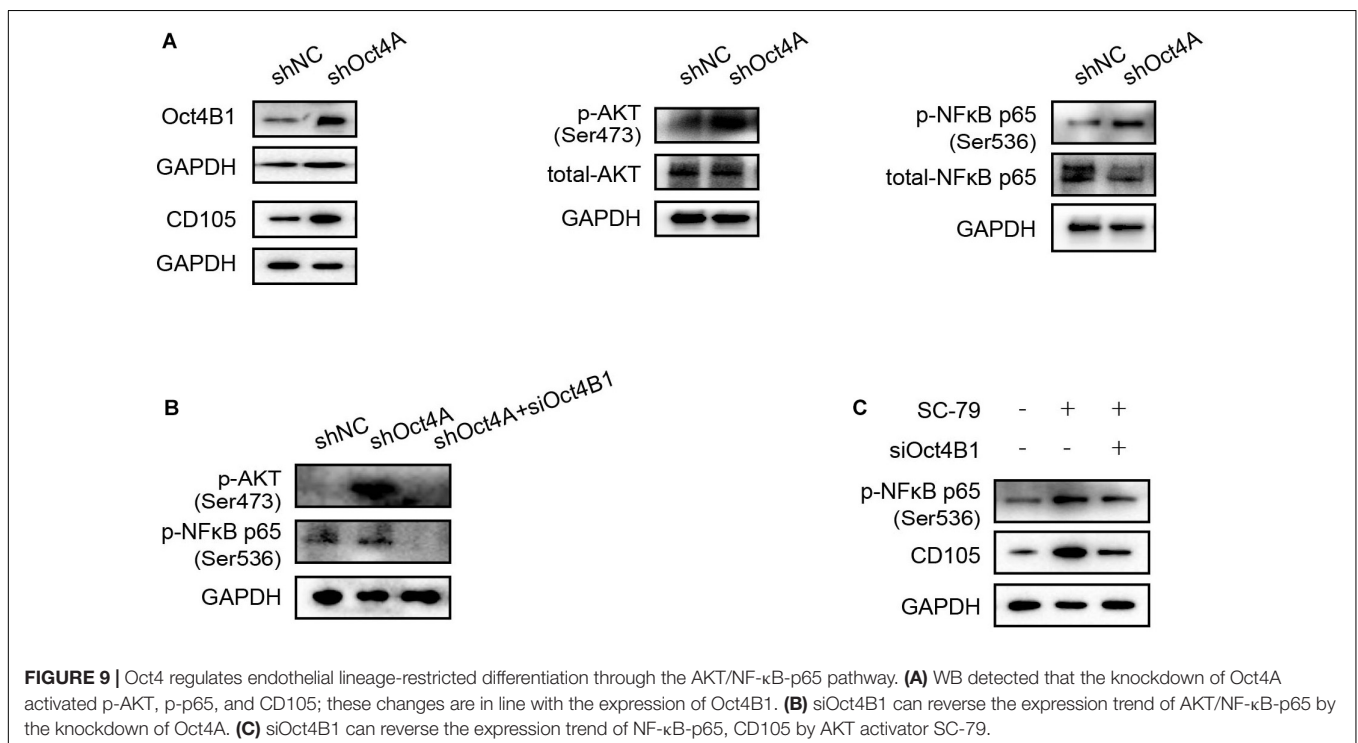 A
shNC shOct4A
Oct4B1
GAPDH
CD105
GAPDH
shNC shOct4A
p-AKT
(Ser473)
total-AKT
GAPDH
shNC shOct4A
p-NFκB p65
(Ser536)
total-NFκB p65
GAPDH
B
shNC shOct4A shOct4A+siOct4B1
p-AKT
(Ser473)
p-NFκB p65
(Ser536)
GAPDH
C
SC-79 - + +
siOct4B1 - - +
p-NFκB p65
(Ser536)
CD105
GAPDH
FIGURE 9 | Oct4 regulates endothelial lineage-restricted differentiation through the AKT/NF-κB-p65 pathway. (A) WB detected that the knockdown of Oct4A
activated p-AKT, p-p65, and CD105; these changes are in line with the expression of Oct4B1. (B) siOct4B1 can reverse the expression trend of AKT/NF-κB-p65 by
the knockdown of Oct4A. (C) siOct4B1 can reverse the expression trend of NF-κB-p65, CD105 by AKT activator SC-79.